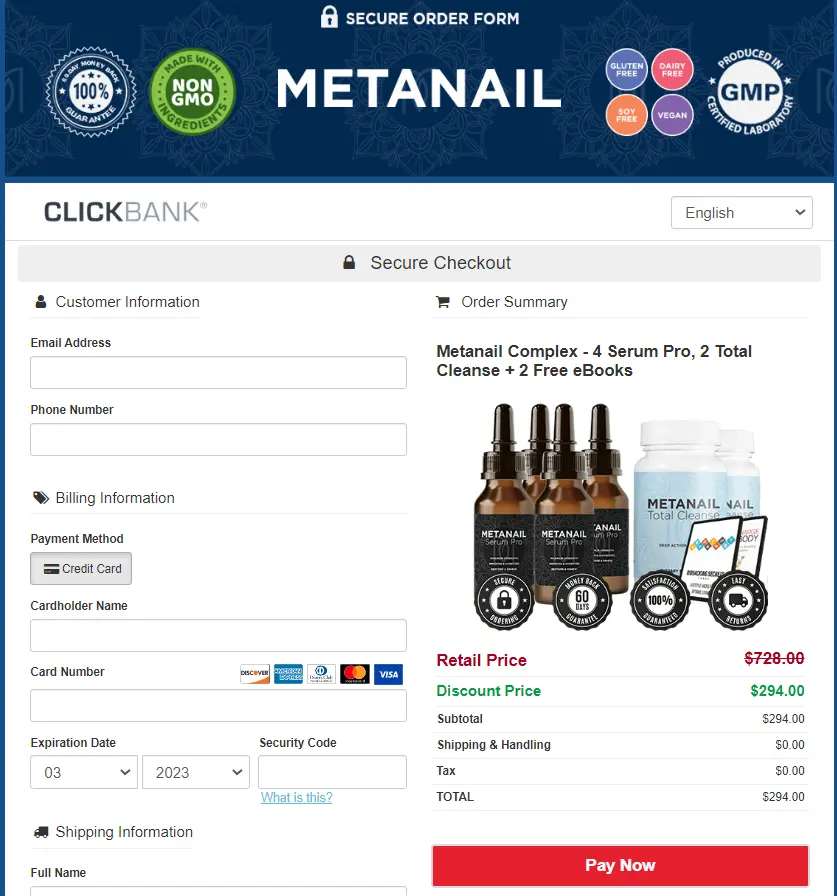 SECURE ORDER FORM
60-DAY MONEY BACK
100%
GUARANTEE
MADE WITH
NON
GMO
INGREDIENTS
METANAIL
GLUTEN
FREE
DAIRY
FREE
SOY
FREE
VEGAN
PRODUCED IN
GMP
CERTIFIED LABORATORY
CLICKBANK®
English
Secure Checkout
Customer Information
Email Address
Phone Number
Billing Information
Payment Method
Credit Card
Cardholder Name
Card Number
DISCOVER
AMERICAN
EXPRESS
Diners Club
MasterCard
VISA
Expiration Date
Security Code
03
2023
What is this?
Shipping Information
Full Name
Order Summary
Metanail Complex - 4 Serum Pro, 2 Total
Cleanse + 2 Free eBooks
METANAIL
Serum Pro
METANAIL
Serum Pro
METANAIL
Total Cleanse
SECURE
ORDERING
MONEY BACK
60
DAYS
GUARANTEE
SATISFACTION
100%
GUARANTEED
EASY
RETURNS
Retail Price
$728.00
Discount Price
$294.00
Subtotal
$294.00
Shipping & Handling
$0.00
Tax
$0.00
TOTAL
$294.00
Pay Now